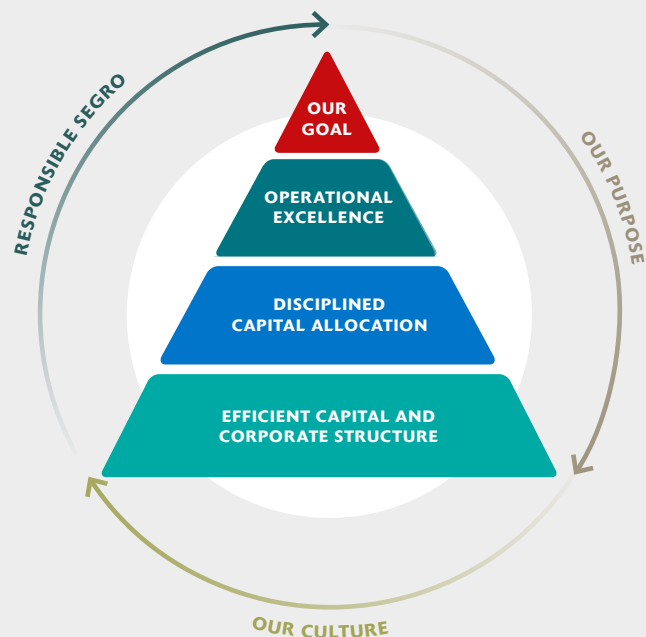 RESPONSIBLE SEGRO
OUR PURPOSE
OUR
GOAL
OPERATIONAL
EXCELLENCE
DISCIPLINED
CAPITAL ALLOCATION
EFFICIENT CAPITAL AND
CORPORATE STRUCTURE
OUR CULTURE